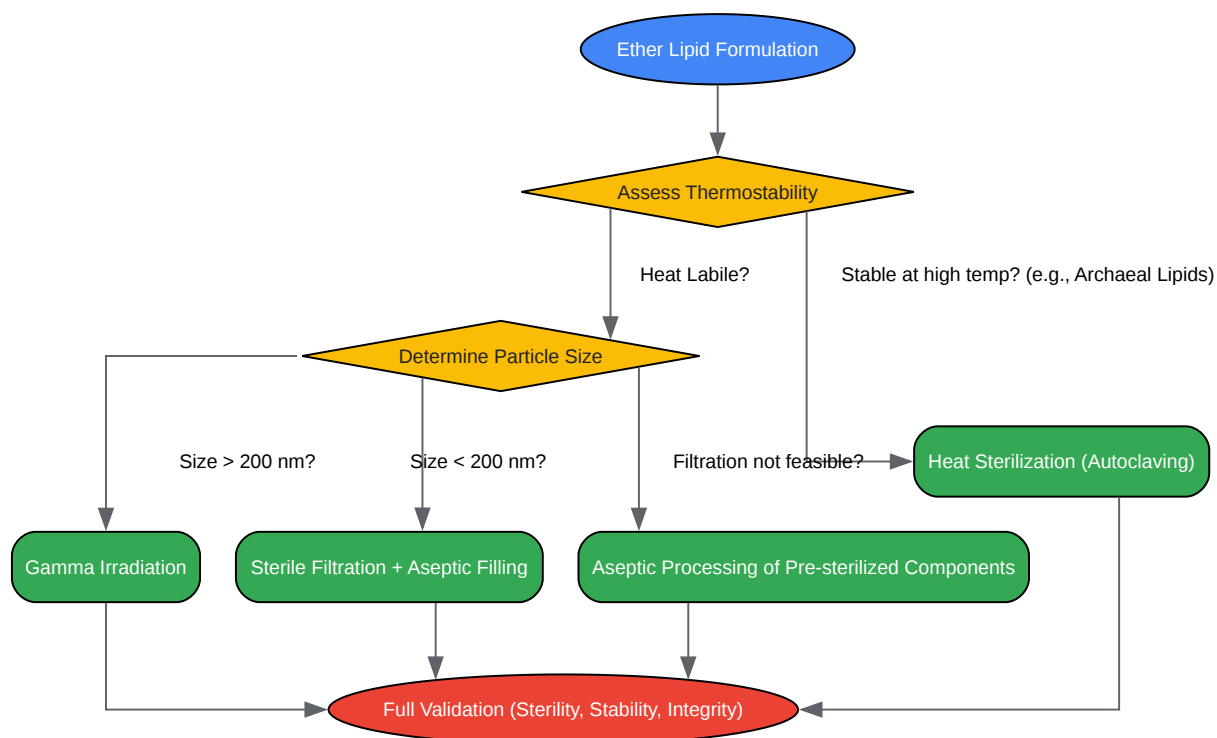 Ether Lipid Formulation
Assess Thermostability
Heat Labile?
Stable at high temp? (e.g., Archaeal Lipids)
Determine Particle Size
Size > 200 nm?
Size < 200 nm?
Filtration not feasible?
Heat Sterilization (Autoclaving)
Gamma Irradiation
Sterile Filtration + Aseptic Filling
Aseptic Processing of Pre-sterilized Components
Full Validation (Sterility, Stability, Integrity)